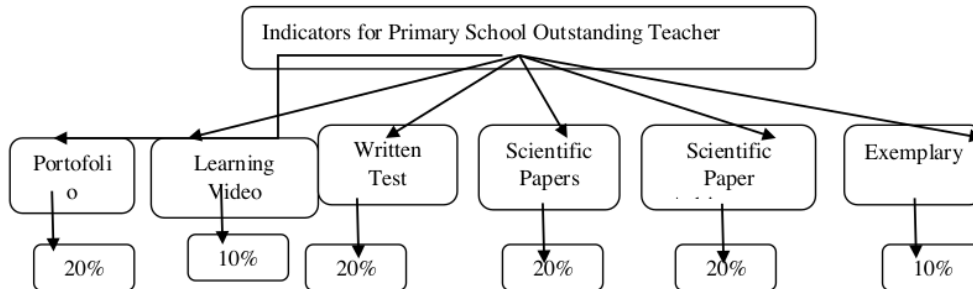 Indicators for Primary School Outstanding Teacher
Portofoli
o
Learning
Video
Written
Test
Scientific
Papers
Scientific
Paper
Exemplary
20%
10%
20%
20%
20%
10%